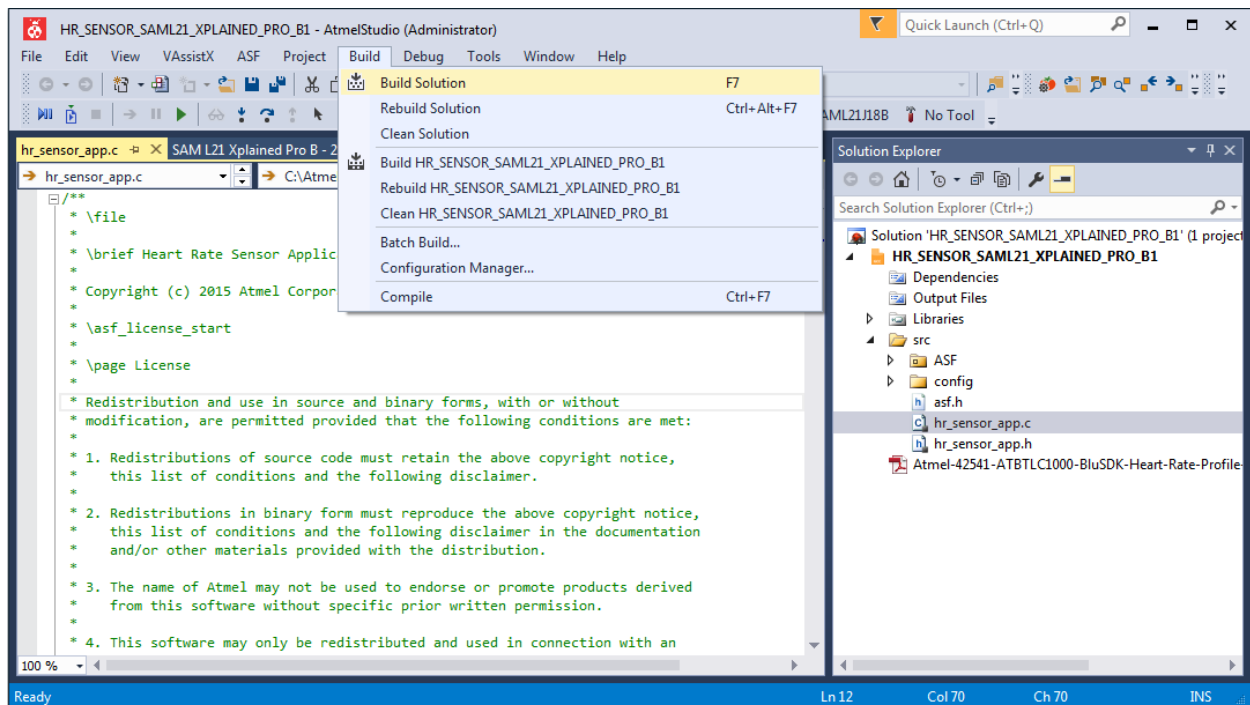 HR_SENSOR_SAML21_XPLAINED_PRO_B1 - AtmelStudio (Administrator)
Quick Launch (Ctrl+Q)
File Edit View VAssistX ASF Project Build Debug Tools Window Help
Build Solution F7
Rebuild Solution Ctrl+Alt+F7
Clean Solution
Build HR_SENSOR_SAML21_XPLAINED_PRO_B1
Rebuild HR_SENSOR_SAML21_XPLAINED_PRO_B1
Clean HR_SENSOR_SAML21_XPLAINED_PRO_B1
Batch Build...
Configuration Manager...
Compile Ctrl+F7
AML21J18B No Tool
hr_sensor_app.c SAM L21 Xplained Pro B - 2
hr_sensor_app.c C:\Atme
/**
* \file
*
* \brief Heart Rate Sensor Applic
*
* Copyright (c) 2015 Atmel Corpor
*
* \asf_license_start
*
* \page License
*
* Redistribution and use in source and binary forms, with or without
* modification, are permitted provided that the following conditions are met:
*
* 1. Redistributions of source code must retain the above copyright notice,
* this list of conditions and the following disclaimer.
*
* 2. Redistributions in binary form must reproduce the above copyright notice,
* this list of conditions and the following disclaimer in the documentation
* and/or other materials provided with the distribution.
*
* 3. The name of Atmel may not be used to endorse or promote products derived
* from this software without specific prior written permission.
*
* 4. This software may only be redistributed and used in connection with an
100 %
Solution Explorer
Search Solution Explorer (Ctrl+;)
Solution 'HR_SENSOR_SAML21_XPLAINED_PRO_B1' (1 project
HR_SENSOR_SAML21_XPLAINED_PRO_B1
Dependencies
Output Files
Libraries
src
ASF
config
asf.h
hr_sensor_app.c
hr_sensor_app.h
Atmel-42541-ATBTLC1000-BluSDK-Heart-Rate-Profile-
Ready Ln 12 Col 70 Ch 70 INS